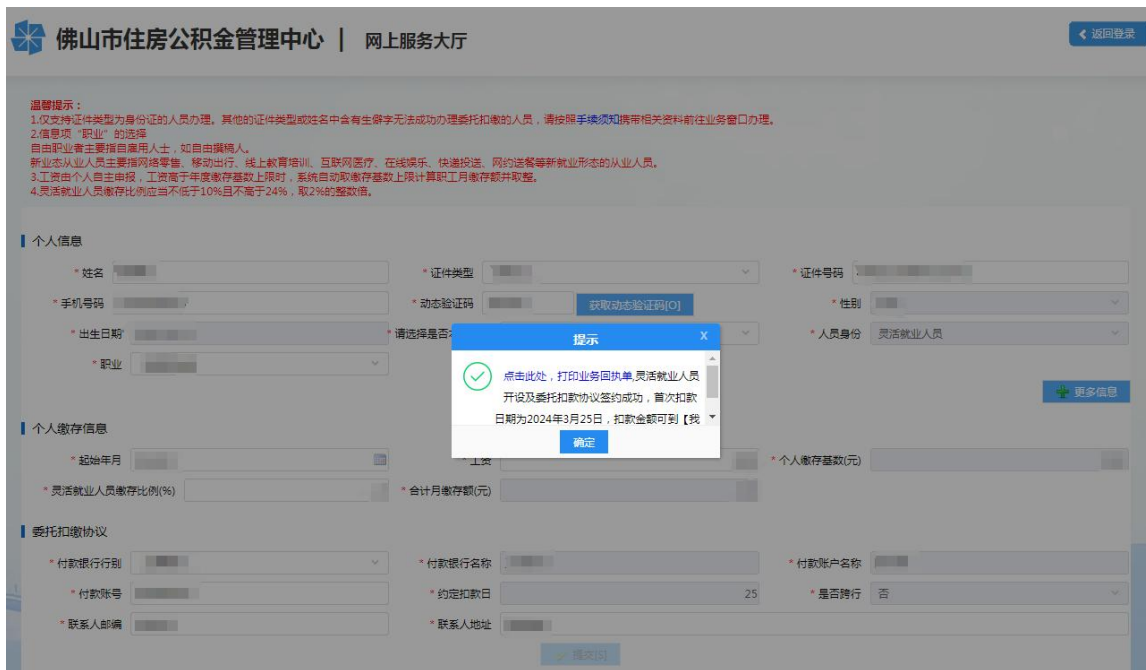 佛山市住房公积金管理中心 | 网上服务大厅
返回登录
温馨提示：
1.仅支持证件类型为身份证的人员办理。其他的证件类型或姓名中含有生僻字无法成功办理委托扣缴的人员，请按照手续须知携带相关资料前往业务窗口办理。
2.信息项 "职业" 的选择
自由职业者主要指自雇用人士，如自由撰稿人。
新业态从业人员主要指网络零售、移动出行、线上教育培训、互联网医疗、在线娱乐、快递投送、网约送餐等新就业形态的从业人员。
3.工资由个人自主申报，工资高于年度缴存基数上限时，系统自动取缴存基数上限计算职工月缴存额并取整。
4.灵活就业人员缴存比例应当不低于10%且不高于24%，取2%的整数倍。
个人信息
* 姓名 * 证件类型 * 证件号码
* 手机号码 * 动态验证码 获取动态验证码[O] * 性别
* 出生日期 * 请选择是否 * 人员身份 灵活就业人员
* 职业
提示 X
点击此处，打印业务回执单,灵活就业人员
开设及委托扣款协议签约成功，首次扣款
日期为2024年3月25日，扣款金额可到【我
确定
更多信息
个人缴存信息
* 起始年月 * 工资 * 个人缴存基数(元)
* 灵活就业人员缴存比例(%) * 合计月缴存额(元)
委托扣缴协议
* 付款银行行别 * 付款银行名称 * 付款账户名称
* 付款账号 * 约定扣款日 25 * 是否跨行 否
* 联系人邮编 * 联系人地址
提交[S]